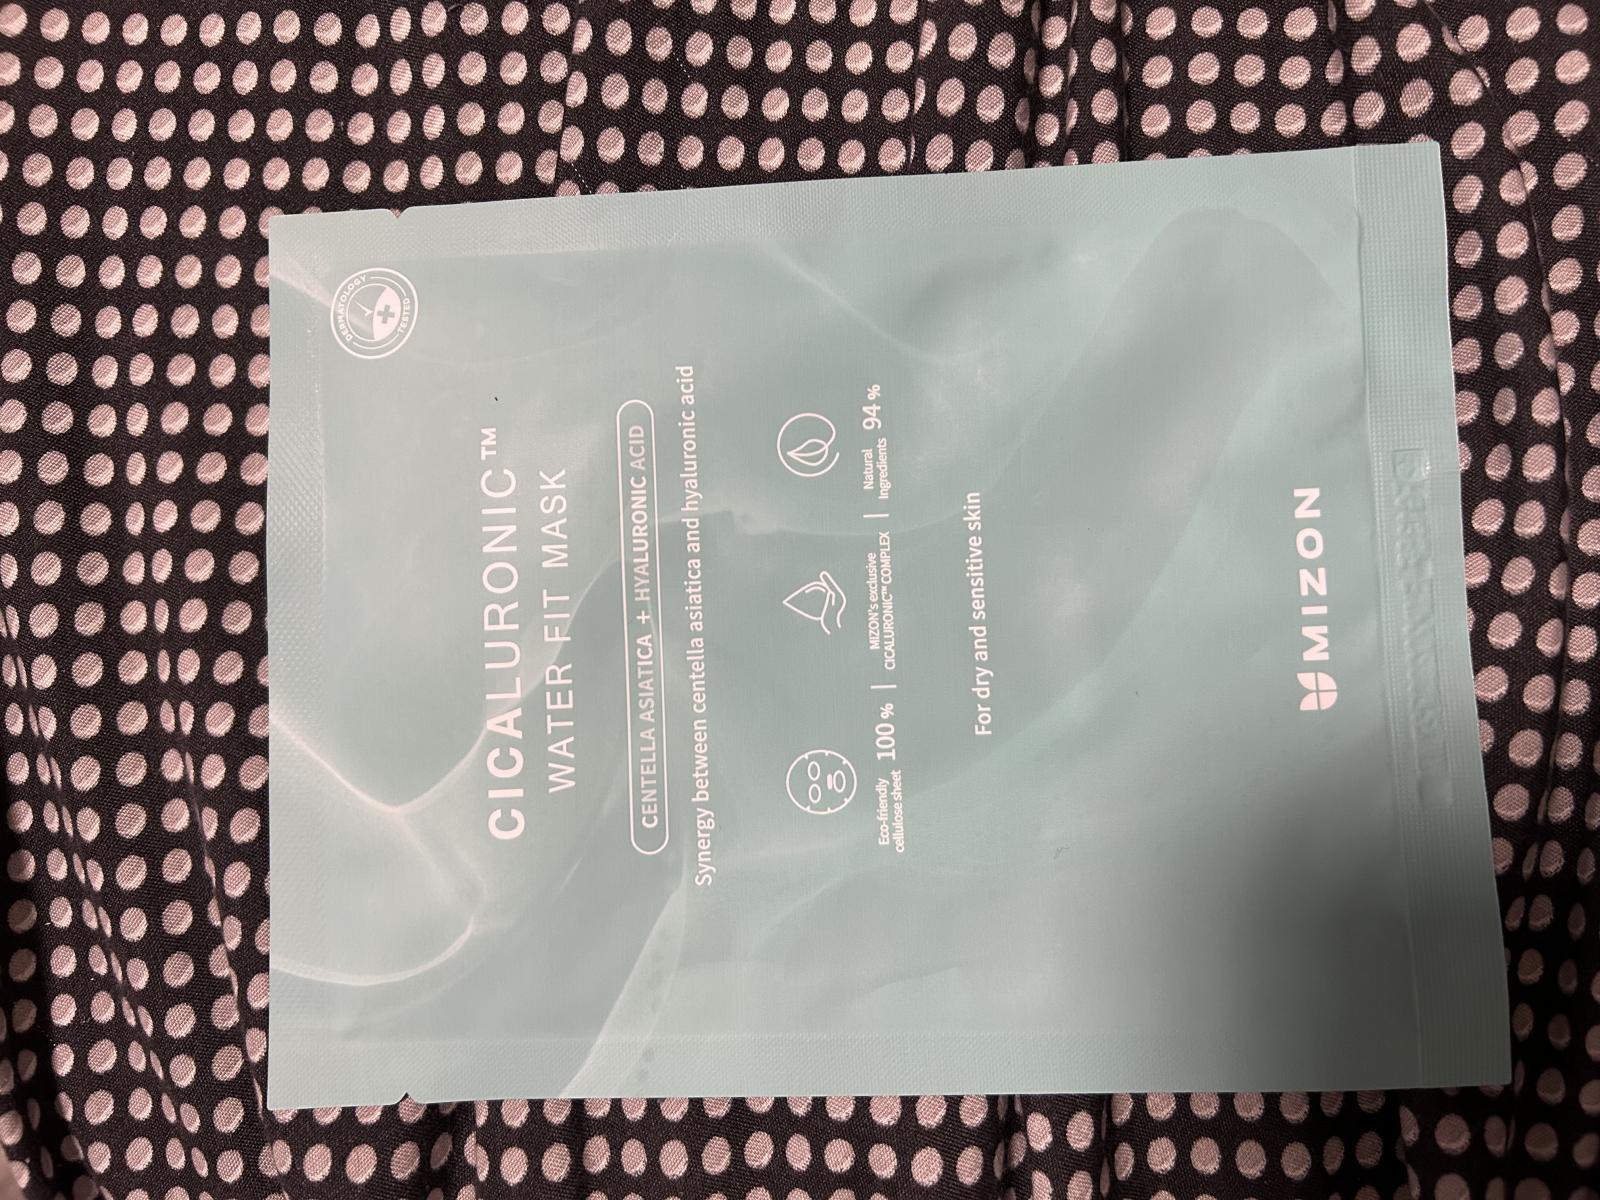 DERMATOLOGY
TESTED
CICALURONIC™
WATER FIT MASK
CENTELLA ASIATICA + HYALURONIC ACID
Synergy between centella asiatica and hyaluronic acid
Eco-friendly
cellulose sheet 100 %
MIZON's exclusive
CICALURONIC™ COMPLEX
Natural
Ingredients 94 %
For dry and sensitive skin
MIZON